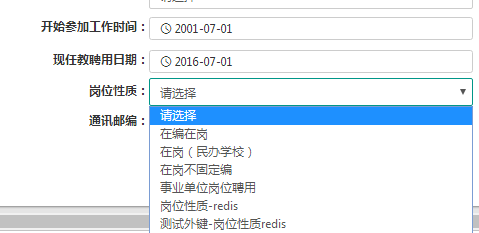 开始参加工作时间： 2001-07-01
现任教聘用日期： 2016-07-01
岗位性质： 请选择
通讯邮编：
请选择
在编在岗
在岗（民办学校）
在岗不固定编
事业单位岗位聘用
岗位性质-redis
测试外键-岗位性质redis